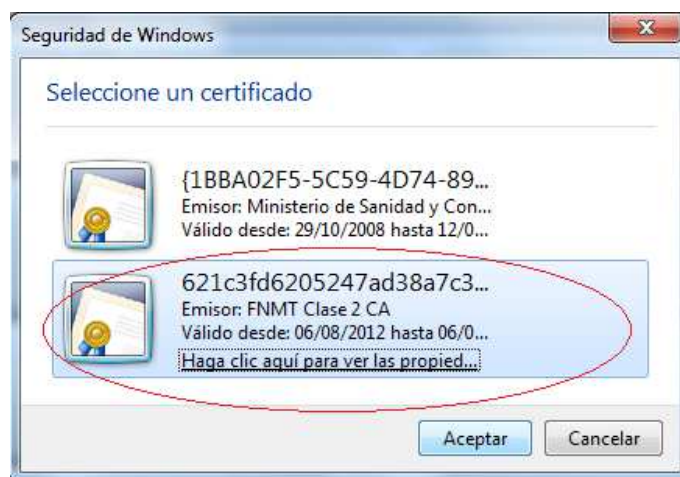 Seguridad de Windows
Seleccione un certificado
{1BBA02F5-5C59-4D74-89...
Emisor: Ministerio de Sanidad y Con...
Válido desde: 29/10/2008 hasta 12/0...
621c3fd6205247ad38a7c3...
Emisor: FNMT Clase 2 CA
Válido desde: 06/08/2012 hasta 06/0...
Haga clic aquí para ver las propied...
Aceptar
Cancelar